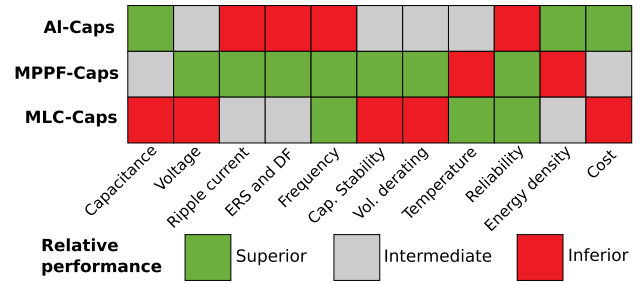 Al-Caps
MPPF-Caps
MLC-Caps
Capacitance
Voltage
Ripple current
ERS and DF
Frequency
Cap. Stability
Vol. derating
Temperature
Reliability
Energy density
Cost
Relative
performance
Superior
Intermediate
Inferior